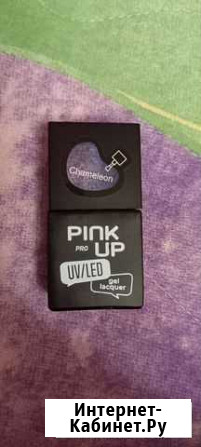 Chameleon
PINK
PRO UP
UV/LED
gel
lacquer
Интернет-
Кабинет.Ру